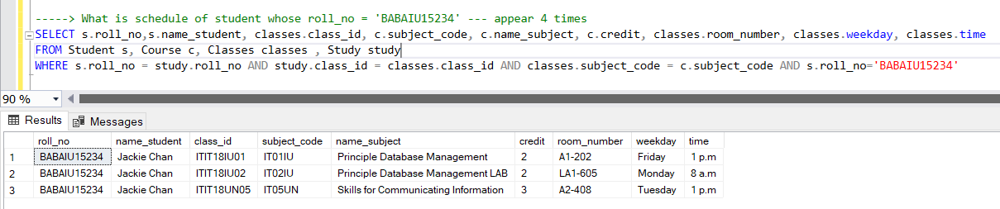 -----> What is schedule of student whose roll_no = 'BABAIU15234' --- appear 4 times
SELECT s.roll_no,s.name_student, classes.class_id, c.subject_code, c.name_subject, c.credit, classes.room_number, classes.weekday, classes.time
FROM Student s, Course c, Classes classes , Study study
WHERE s.roll_no = study.roll_no AND study.class_id = classes.class_id AND classes.subject_code = c.subject_code AND s.roll_no='BABAIU15234'
90 %
Results Messages
roll_no name_student class_id subject_code name_subject credit room_number weekday time
1 BABAIU15234 Jackie Chan ITIT18IU01 IT01IU Principle Database Management 2 A1-202 Friday 1 p.m
2 BABAIU15234 Jackie Chan ITIT18IU02 IT02IU Principle Database Management LAB 2 LA1-605 Monday 8 a.m
3 BABAIU15234 Jackie Chan ITIT18UN05 IT05UN Skills for Communicating Information 3 A2-408 Tuesday 1 p.m